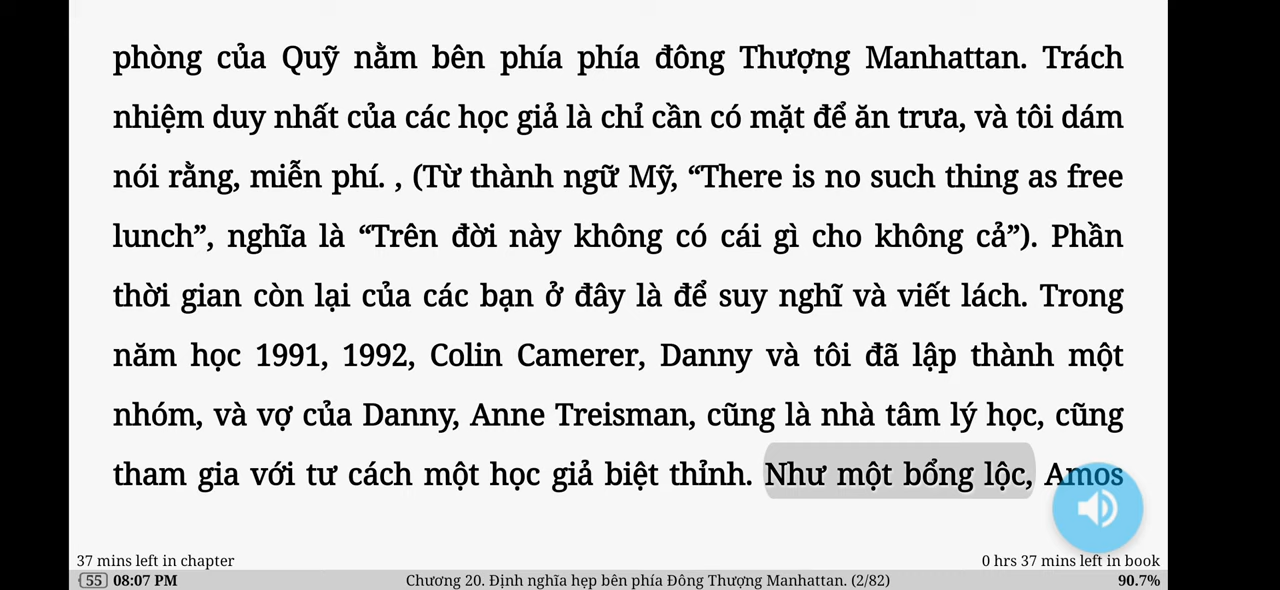 phòng của Quỹ nằm bên phía phía đông Thượng Manhattan. Trách
nhiệm duy nhất của các học giả là chỉ cần có mặt để ăn trưa, và tôi dám
nói rằng, miễn phí. , (Từ thành ngữ Mỹ, “There is no such thing as free
lunch”, nghĩa là “Trên đời này không có cái gì cho không cả”). Phần
thời gian còn lại của các bạn ở đây là để suy nghĩ và viết lách. Trong
năm học 1991, 1992, Colin Camerer, Danny và tôi đã lập thành một
nhóm, và vợ của Danny, Anne Treisman, cũng là nhà tâm lý học, cũng
tham gia với tư cách một học giả biệt thỉnh. Như một bổng lộc, Amos
37 mins left in chapter
0 hrs 37 mins left in book
55 08:07 PM
Chương 20. Định nghĩa hẹp bên phía Đông Thượng Manhattan. (2/82)
90.7%